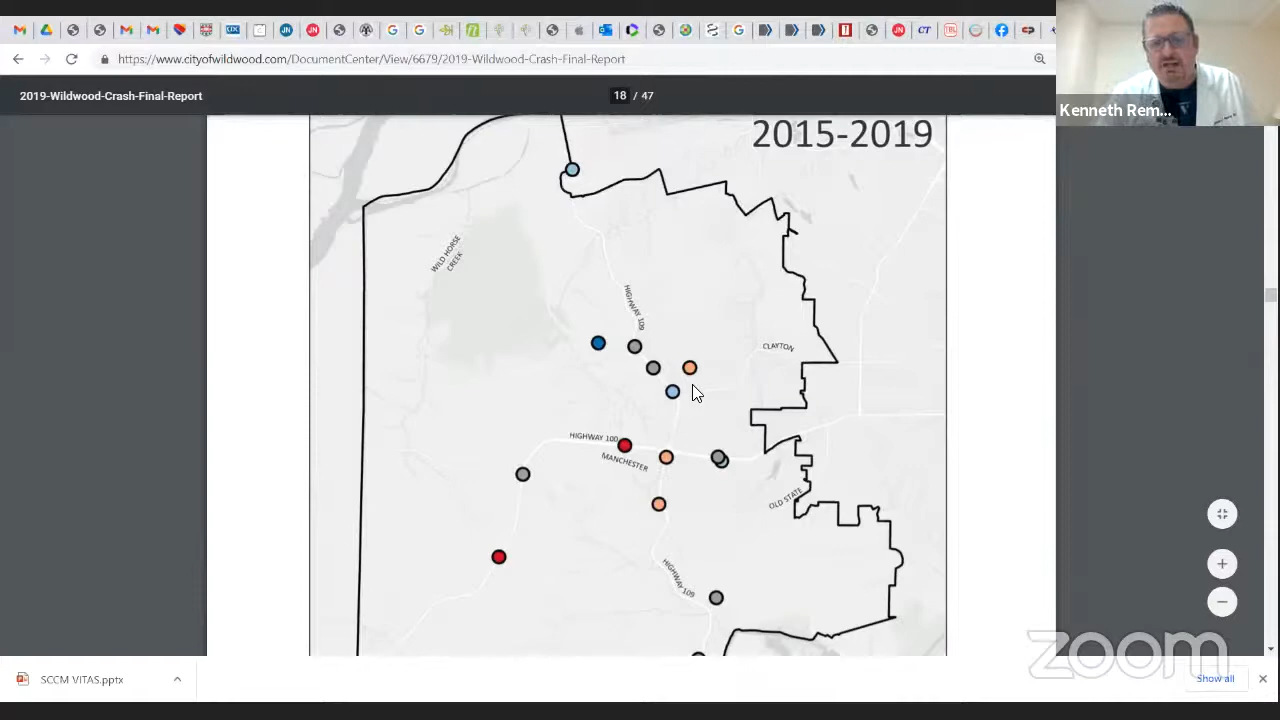 https://www.cityofwildwood.com/DocumentCenter/View/6679/2019-Wildwood-Crash-Final-Report
2019-Wildwood-Crash-Final-Report
18 / 47
Kenneth Rem...
2015-2019
WILD HORSE
CREEK
HIGHWAY 109
CLAYTON
HIGHWAY 100
MANCHESTER
OLD STATE
HIGHWAY 109
zoom
SCCM VITAS.pptx
Show all